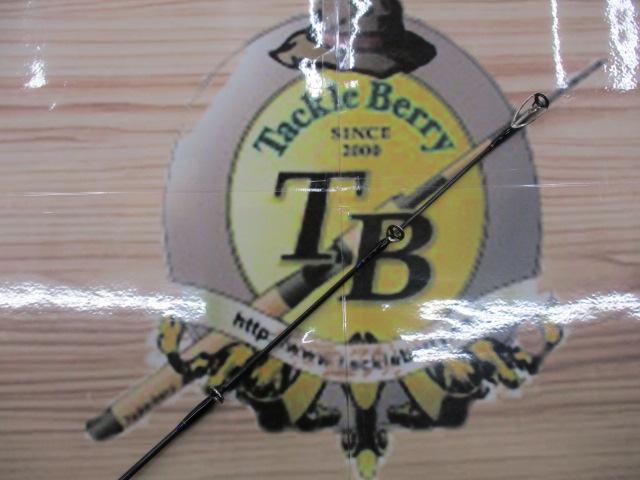 Tackle Berry
SINCE
2000
TB
http